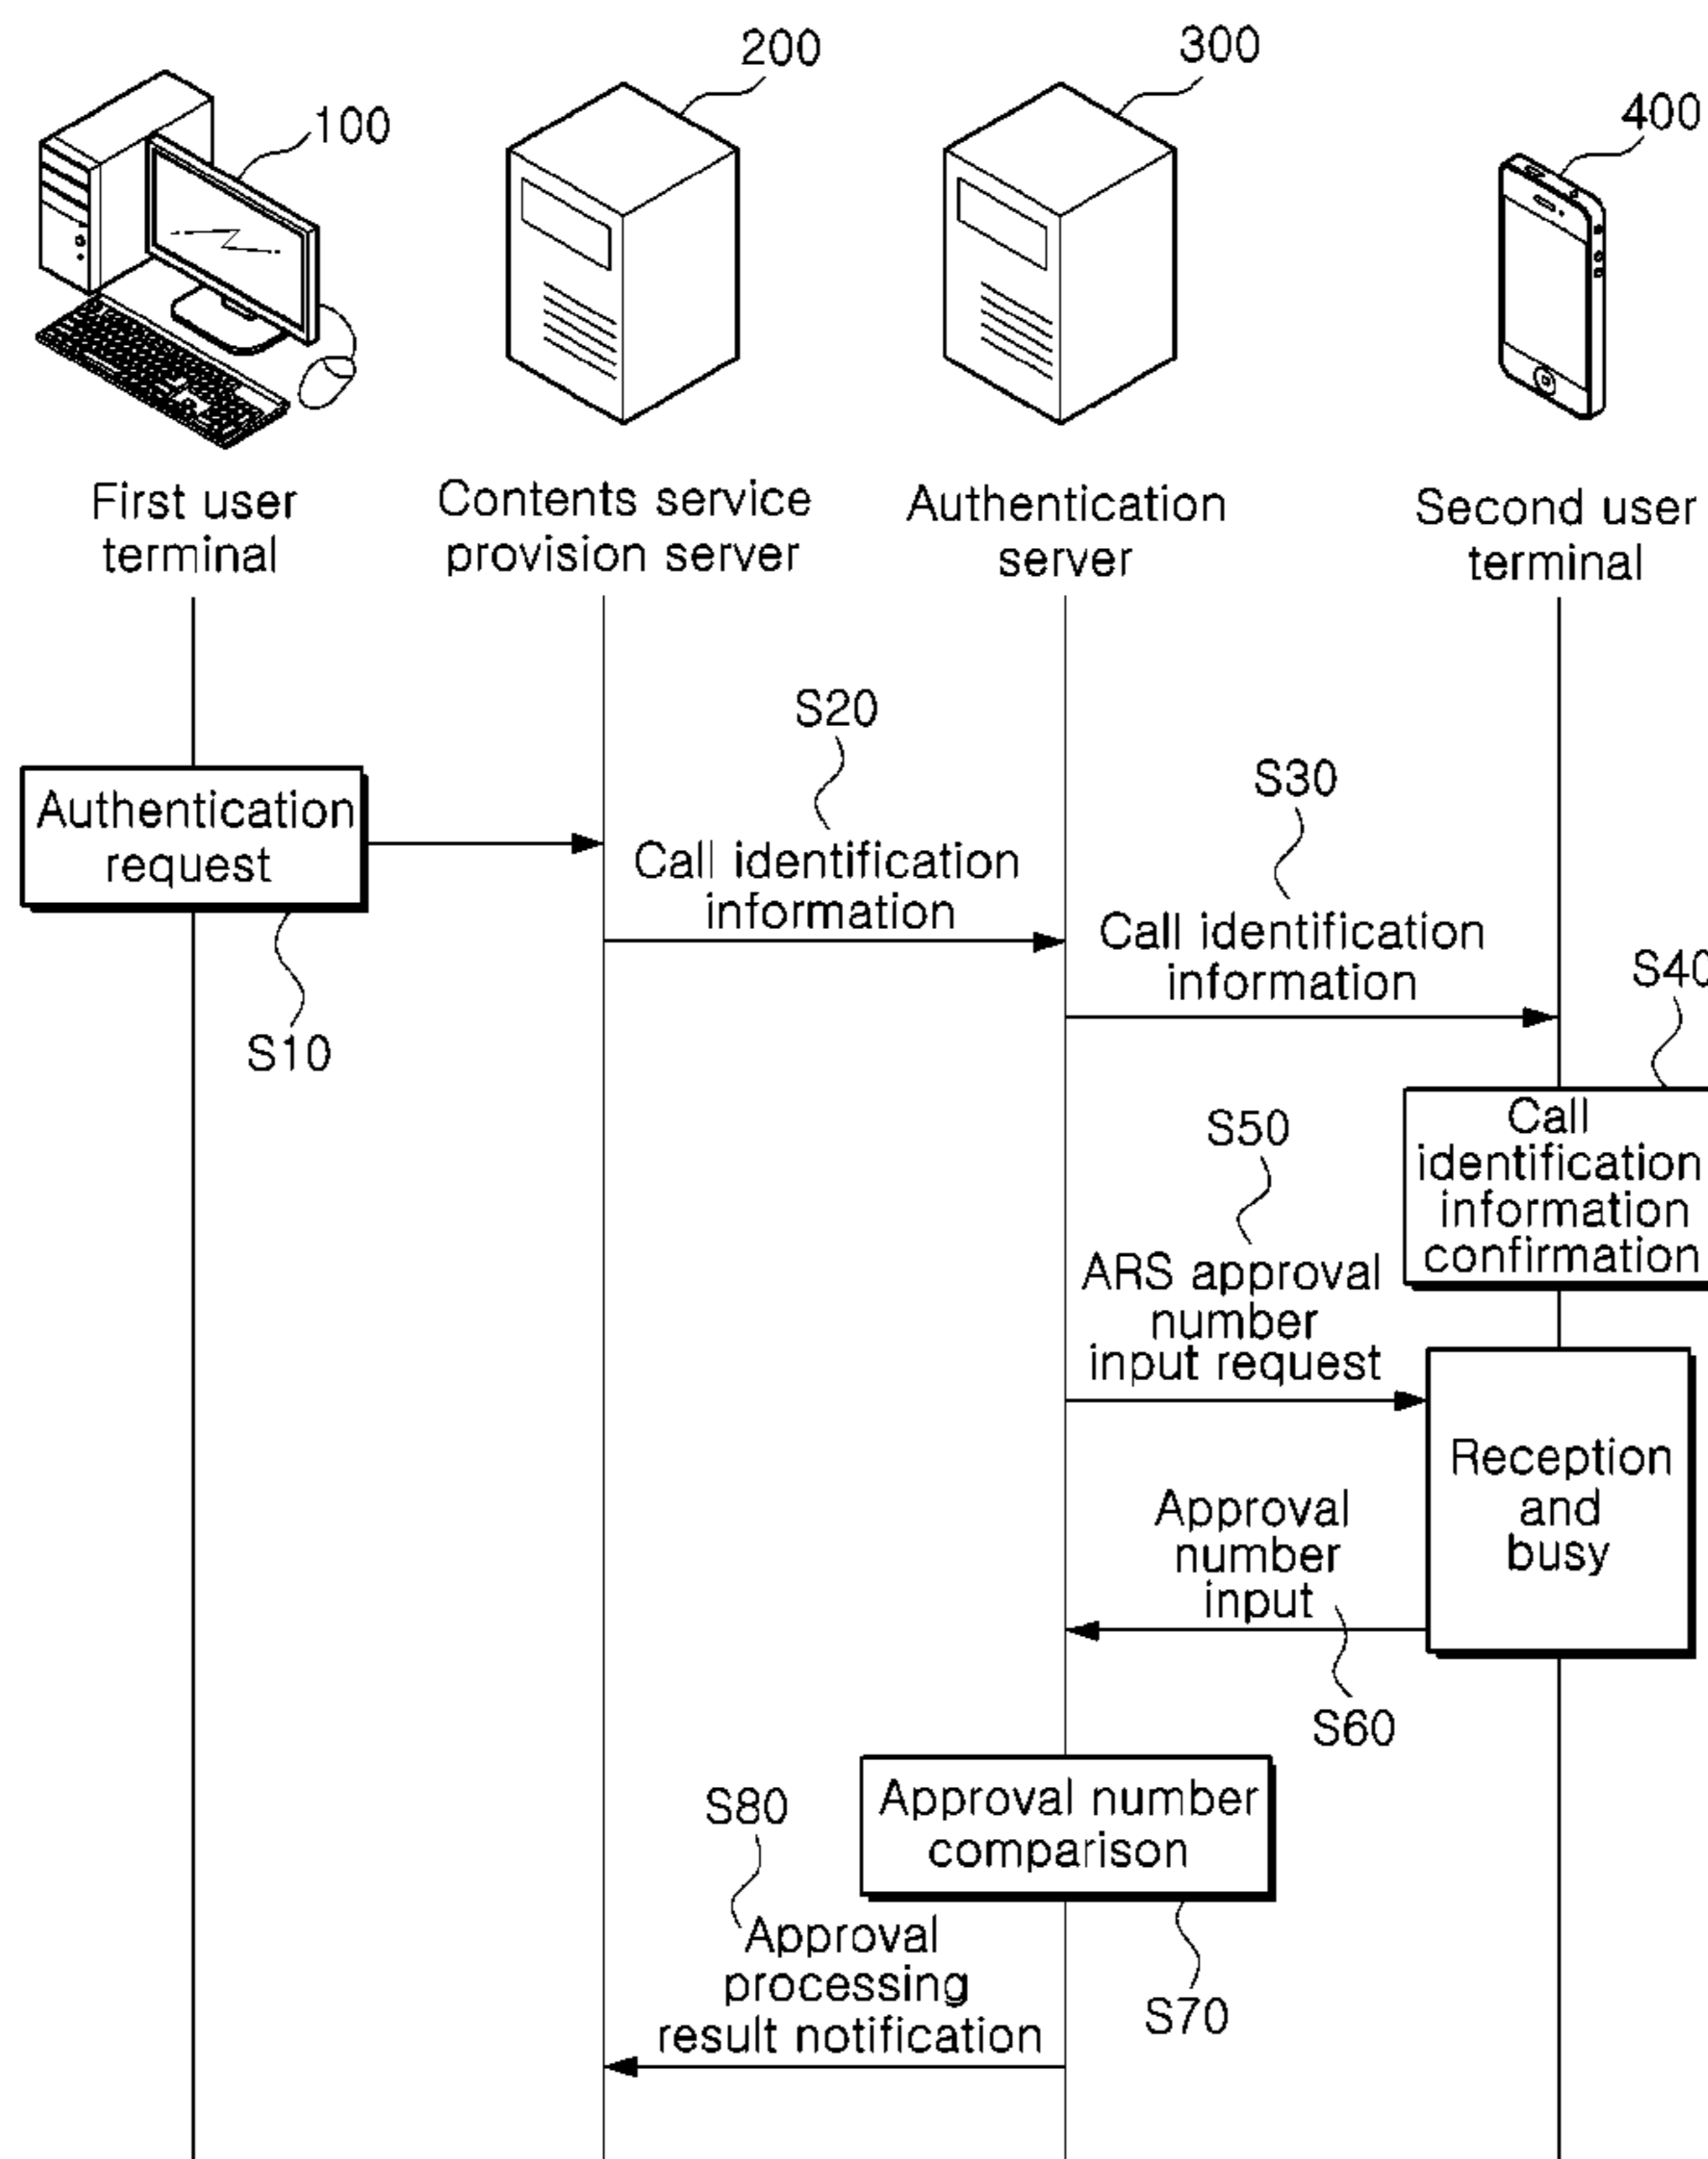 200
300
100
400
First user
terminal
Contents service
provision server
Authentication
server
Second user
terminal
S20
S30
Authentication
request
Call identification
information
Call identification
information
S40
S10
Call
identification
information
confirmation
S50
ARS approval
number
input request
Reception
and
busy
Approval
number
input
S60
Approval number
comparison
S80
Approval
processing
result notification
S70